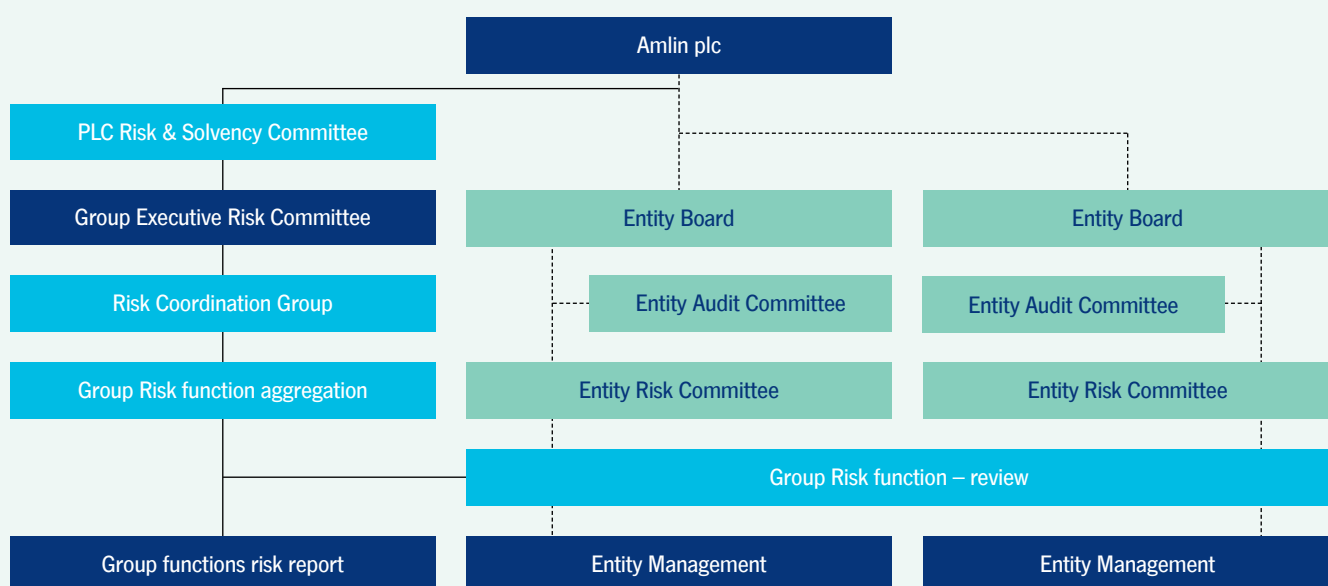 Amlin plc
PLC Risk & Solvency Committee
Group Executive Risk Committee
Entity Board
Entity Board
Risk Coordination Group
Entity Audit Committee
Entity Audit Committee
Group Risk function aggregation
Entity Risk Committee
Entity Risk Committee
Group Risk function – review
Group functions risk report
Entity Management
Entity Management